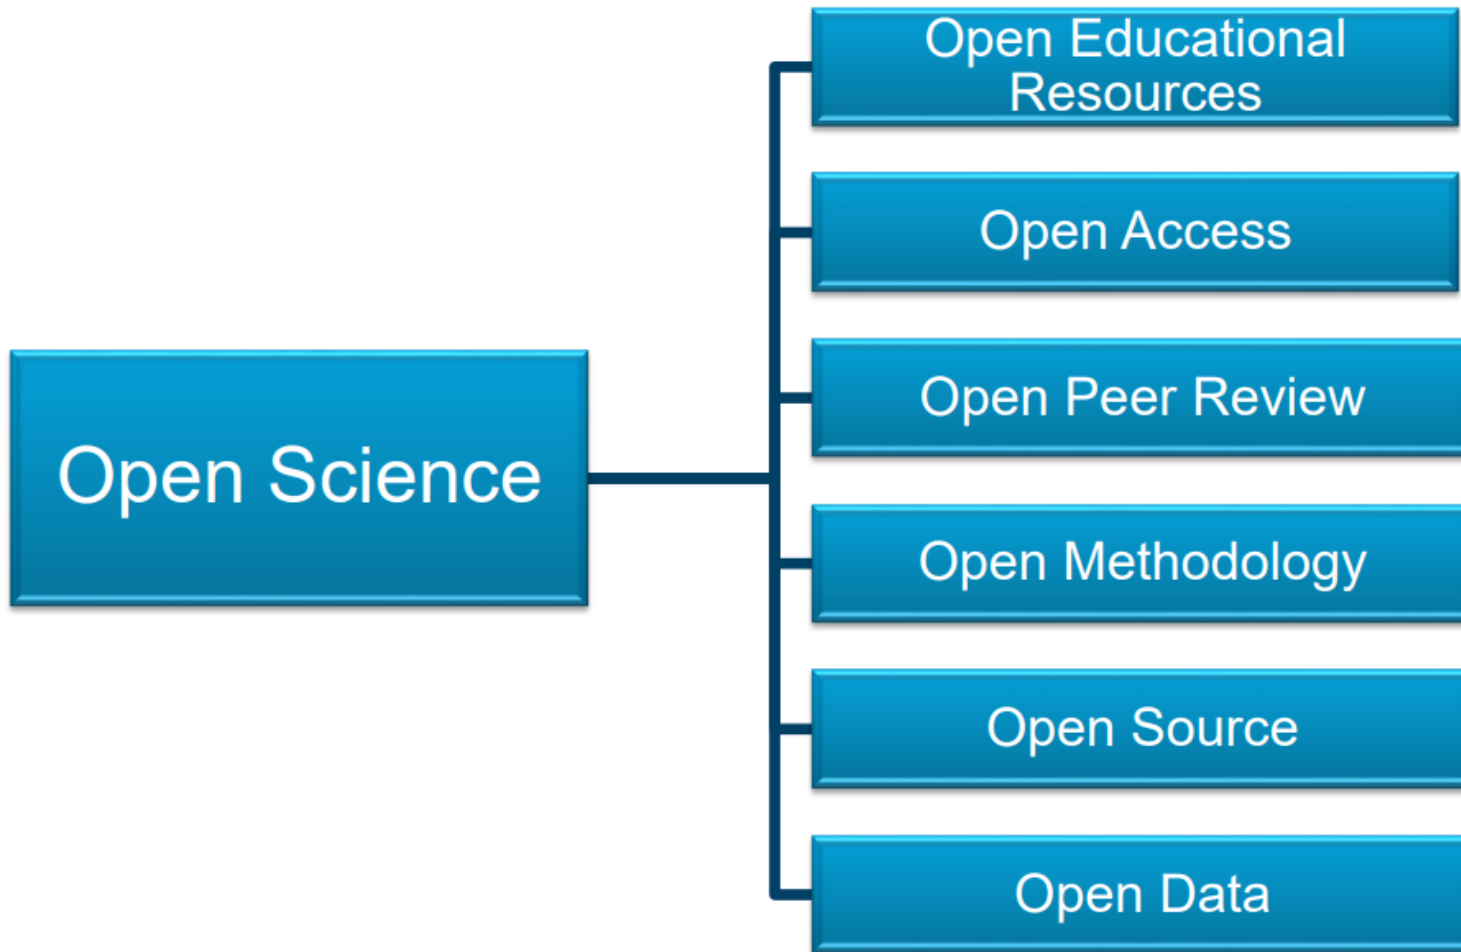 Open Science
Open Educational
Resources
Open Access
Open Peer Review
Open Methodology
Open Source
Open Data